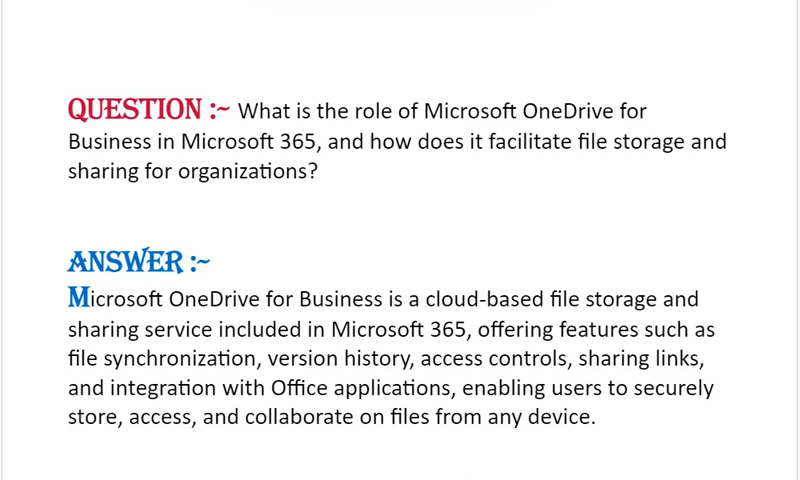 QUESTION :~ What is the role of Microsoft OneDrive for
Business in Microsoft 365, and how does it facilitate file storage and
sharing for organizations?
ANSWER :~
Microsoft OneDrive for Business is a cloud-based file storage and
sharing service included in Microsoft 365, offering features such as
file synchronization, version history, access controls, sharing links,
and integration with Office applications, enabling users to securely
store, access, and collaborate on files from any device.